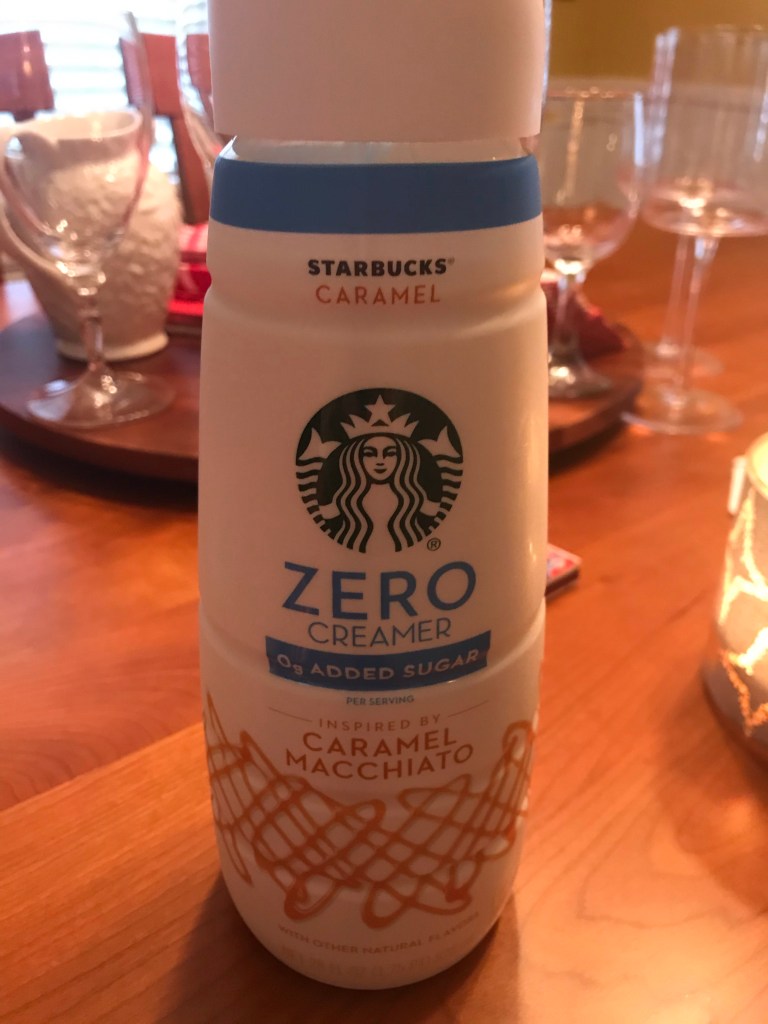 STARBUCKS®
CARAMEL
®
ZERO
CREAMER
0g ADDED SUGAR
PER SERVING
INSPIRED BY
CARAMEL
MACCHIATO
WITH OTHER NATURAL FLAVORS